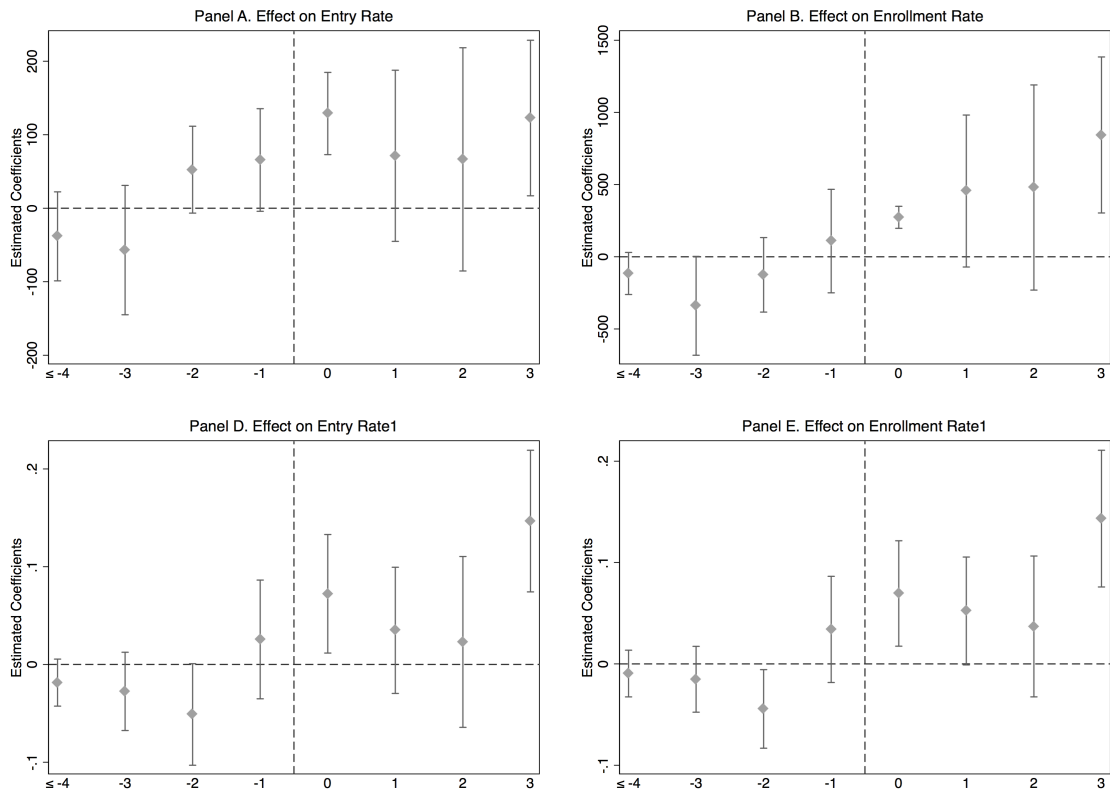 Panel A. Effect on Entry Rate
Estimated Coefficients
200
100
0
-100
-200
≤ -4 -3 -2 -1 0 1 2 3
Panel B. Effect on Enrollment Rate
Estimated Coefficients
1500
1000
500
0
-500
≤ -4 -3 -2 -1 0 1 2 3
Panel D. Effect on Entry Rate1
Estimated Coefficients
.2
.1
0
-.1
≤ -4 -3 -2 -1 0 1 2 3
Panel E. Effect on Enrollment Rate1
Estimated Coefficients
.2
.1
0
-.1
≤ -4 -3 -2 -1 0 1 2 3